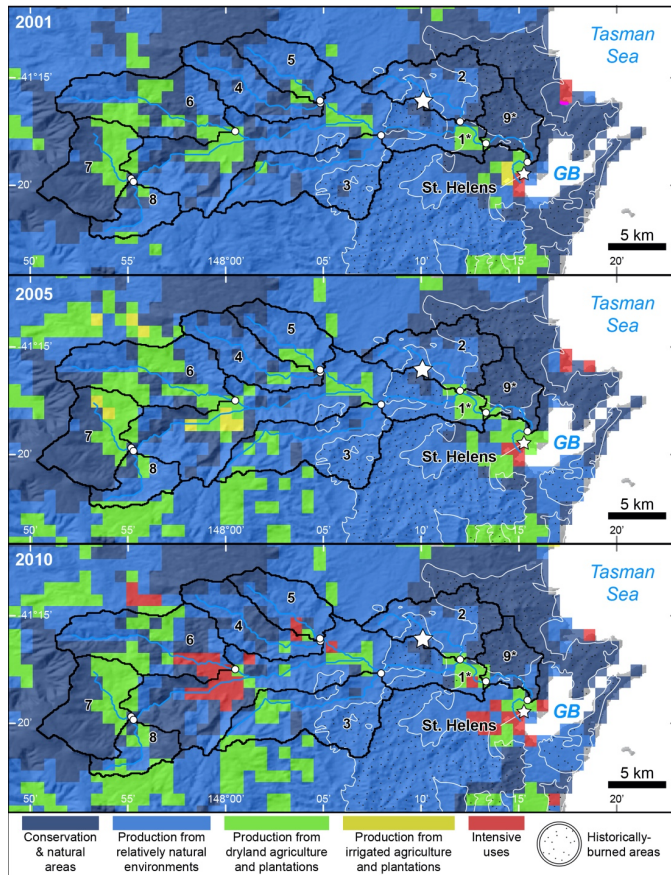 2001
5
Tasman
Sea
2
-41°15'
4
6
9*
7
1*
GB
20'
8
3
St. Helens
5 km
50'
55'
148°00'
05'
10'
15'
20'
2005
5
Tasman
Sea
2
-41°15'
4
6
9*
7
1*
GB
20'
8
3
St. Helens
5 km
50'
55'
148°00'
05'
10'
15'
20'
2010
5
Tasman
Sea
2
-41°15'
4
6
9*
7
1*
GB
20'
8
3
St. Helens
5 km
50'
55'
148°00'
05'
10'
15'
20'
Conservation
& natural
areas
Production from
relatively natural
environments
Production from
dryland agriculture
and plantations
Production from
irrigated agriculture
and plantations
Intensive
uses
Historically-
burned areas